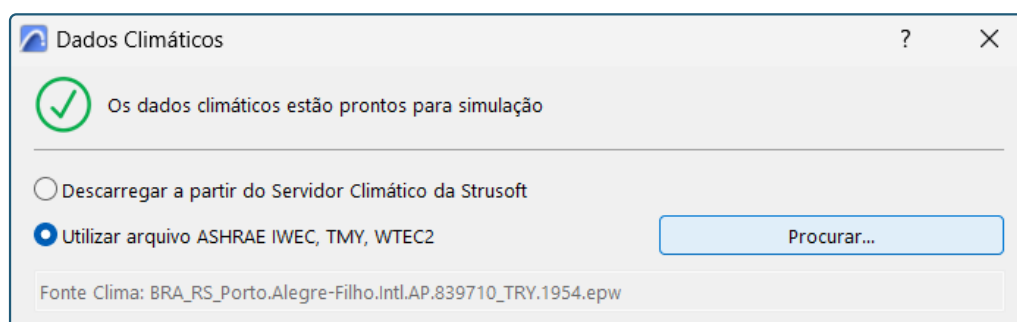 Dados Climáticos ?
Os dados climáticos estão prontos para simulação
Descarregar a partir do Servidor Climático da Strusoft
Utilizar arquivo ASHRAE IWEC, TMY, WTEC2 Procurar...
Fonte Clima: BRA_RS_Porto.Alegre-Filho.Intl.AP.839710_TRY.1954.epw